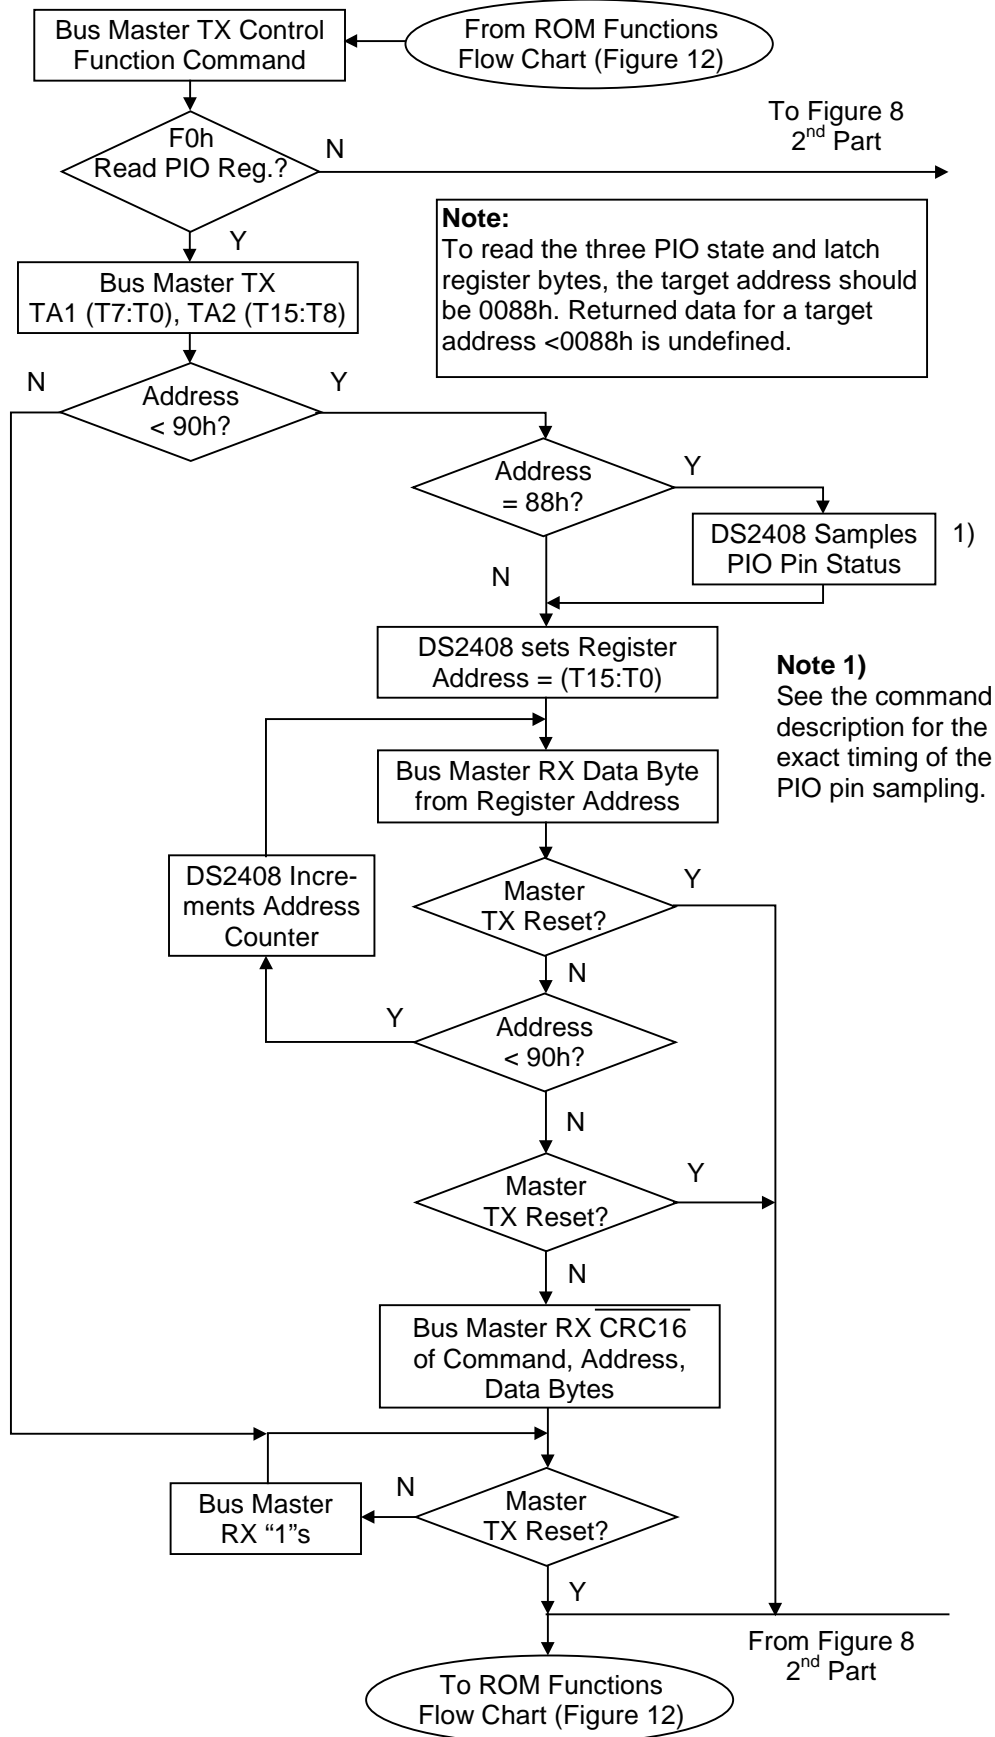 Bus Master TX Control
Function Command
From ROM Functions
Flow Chart (Figure 12)
To Figure 8
2nd Part
F0h
Read PIO Reg.?
N
Y
Note:
To read the three PIO state and latch
register bytes, the target address should
be 0088h. Returned data for a target
address <0088h is undefined.
Bus Master TX
TA1 (T7:T0), TA2 (T15:T8)
N
Y
Address
< 90h?
Address
= 88h?
Y
N
DS2408 Samples
PIO Pin Status
1)
DS2408 sets Register
Address = (T15:T0)
Note 1)
See the command
description for the
exact timing of the
PIO pin sampling.
Bus Master RX Data Byte
from Register Address
DS2408 Incre-
ments Address
Counter
Master
TX Reset?
Y
N
Y
Address
< 90h?
N
Master
TX Reset?
Y
N
Bus Master RX CRC16
of Command, Address,
Data Bytes
Bus Master
RX “1”s
N
Master
TX Reset?
Y
From Figure 8
2nd Part
To ROM Functions
Flow Chart (Figure 12)